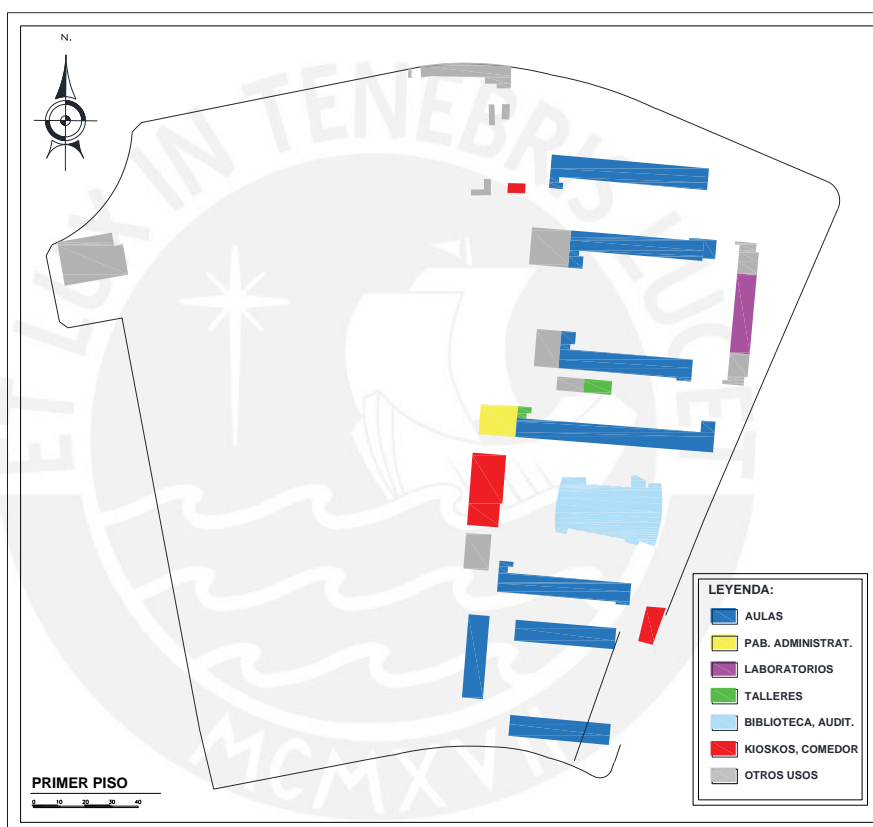 N.
ET LUX IN TENEBRIS LUCET
MCMXVII
LEYENDA:
AULAS
PAB. ADMINISTRAT.
LABORATORIOS
TALLERES
BIBLIOTECA, AUDIT.
KIOSKOS, COMEDOR
OTROS USOS
PRIMER PISO
0 10 20 30 40